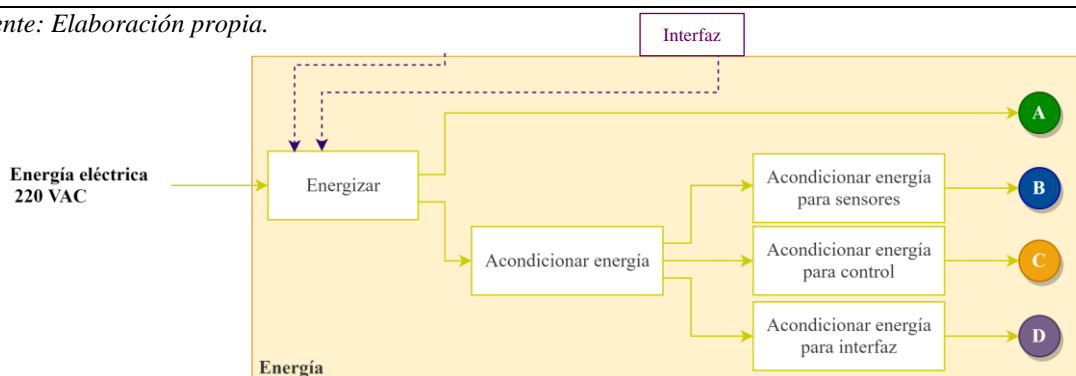 ente: Elaboración propia.
Interfaz
A
Energía eléctrica
220 VAC
Energizar
Acondicionar energía
para sensores
B
Acondicionar energía
Acondicionar energía
para control
C
Acondicionar energía
para interfaz
D
Energía